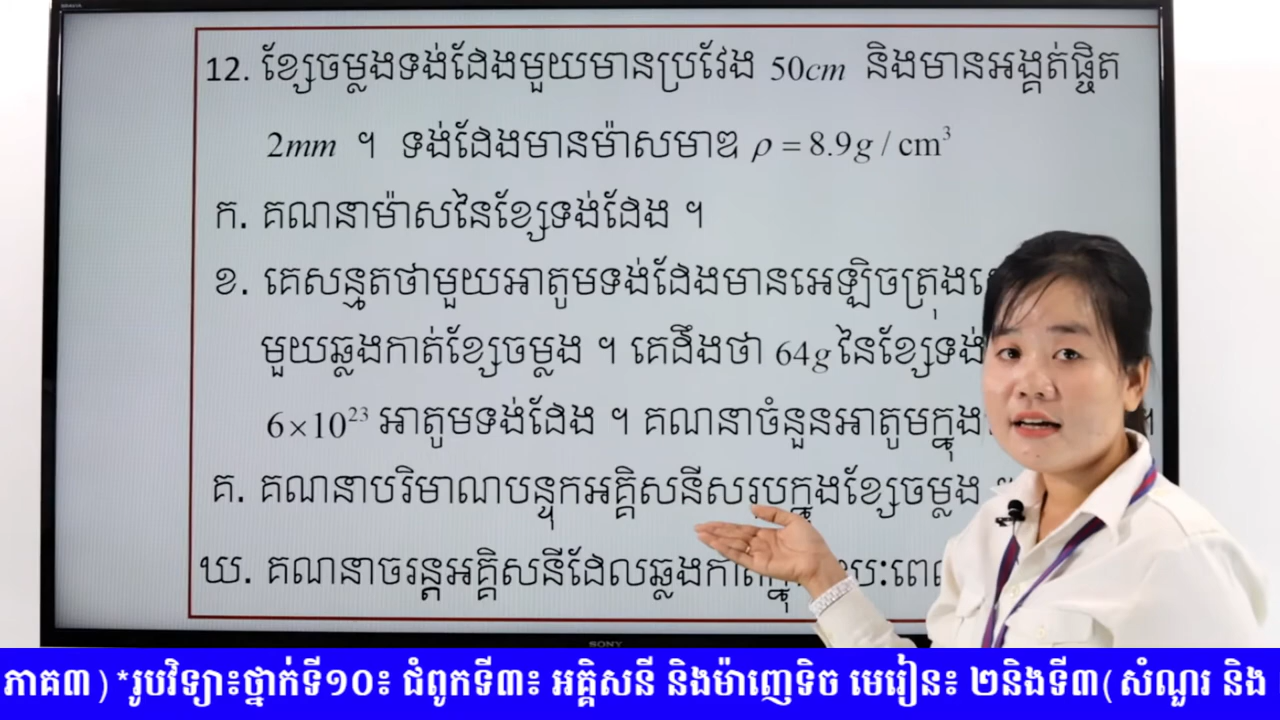 12. ខ្សែចម្លងទង់ដែងមួយមានប្រវែង 50cm និងមានអង្កត់ផ្ចិត
2mm ។ ទង់ដែងមានម៉ាសមាឌ ρ = 8.9g / cm³
ក. គណនាម៉ាសនៃខ្សែទង់ដែង ។
ខ. គេសន្មតថាមួយអាតូមទង់ដែងមានអេឡិចត្រុង
មួយឆ្លងកាត់ខ្សែចម្លង ។ គេដឹងថា 64g នៃខ្សែទង់
6×10²³ អាតូមទង់ដែង ។ គណនាចំនួនអាតូមក្នុង
គ. គណនាបរិមាណបន្ទុកអគ្គិសនីសរុបក្នុងខ្សែចម្លង ។
ឃ. គណនាចរន្តអគ្គិសនីដែលឆ្លងកាត់ក្នុង
SONY
ភាគ៣ ) *រូបវិទ្យា៖ថ្នាក់ទី១០៖ ជំពូកទី៣៖ អគ្គិសនី និងម៉ាញេទិច មេរៀន៖ ២និងទី៣( សំណួរ និង